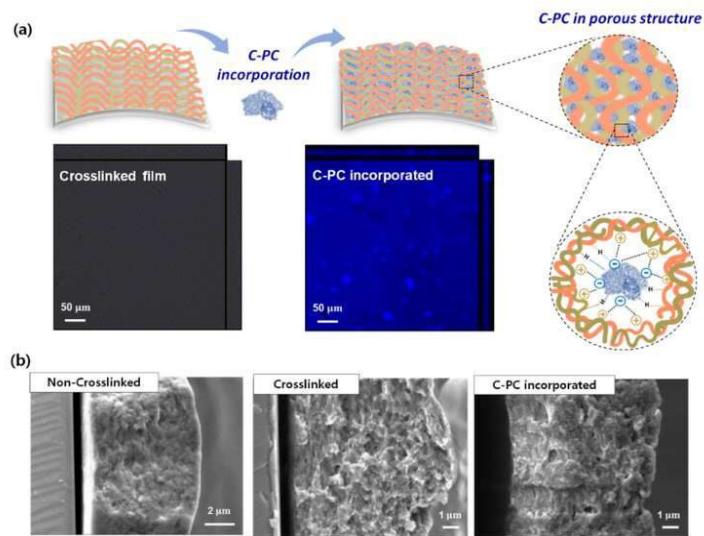 (a)
C-PC in porous structure
C-PC
incorporation
Crosslinked film
50 μm
C-PC incorporated
50 μm
H
H
H
H
(b)
Non-Crosslinked
2 μm
Crosslinked
1 μm
C-PC incorporated
1 μm